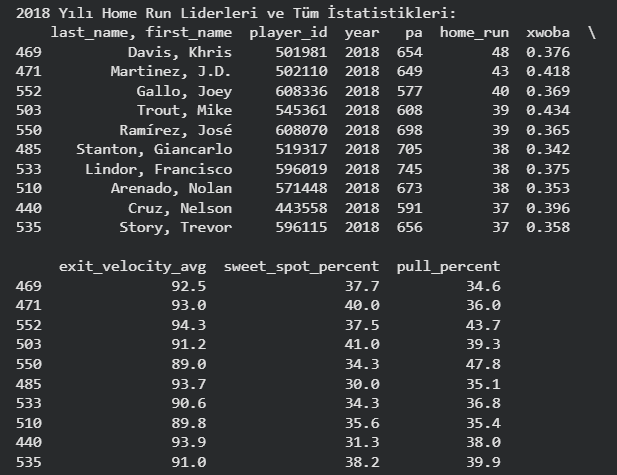 2018 Yılı Home Run Liderleri ve Tüm İstatistikleri:
    last_name, first_name  player_id  year   pa  home_run  xwoba  \
469          Davis, Khris     501981  2018  654        48  0.376
471        Martinez, J.D.     502110  2018  649        43  0.418
552           Gallo, Joey     608336  2018  577        40  0.369
503           Trout, Mike     545361  2018  608        39  0.434
550         Ramírez, José     608070  2018  698        39  0.365
485     Stanton, Giancarlo     519317  2018  705        38  0.342
533     Lindor, Francisco     596019  2018  745        38  0.375
510        Arenado, Nolan     571448  2018  673        38  0.353
440          Cruz, Nelson     443558  2018  591        37  0.396
535         Story, Trevor     596115  2018  656        37  0.358
     exit_velocity_avg  sweet_spot_percent  pull_percent
469               92.5                37.7          34.6
471               93.0                40.0          36.0
552               94.3                37.5          43.7
503               91.2                41.0          39.3
550               89.0                34.3          47.8
485               93.7                30.0          35.1
533               90.6                34.3          36.8
510               89.8                35.6          35.4
440               93.9                31.3          38.0
535               91.0                38.2          39.9